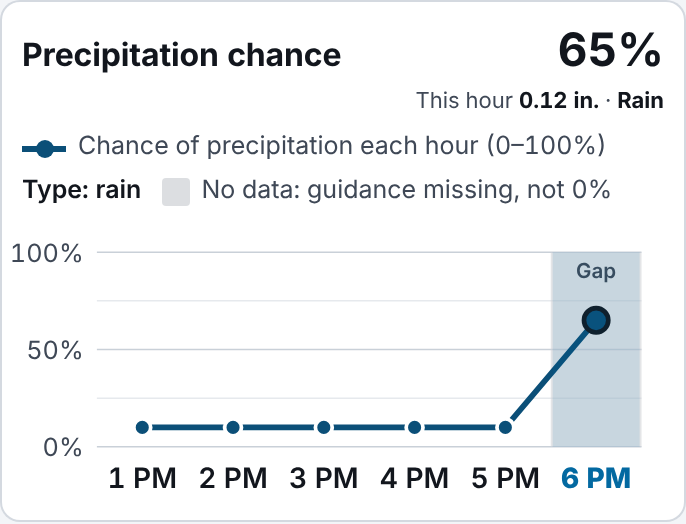 Precipitation chance 65%
This hour 0.12 in. · Rain
Chance of precipitation each hour (0–100%)
Type: rain No data: guidance missing, not 0%
100%
Gap
50%
0%
1 PM 2 PM 3 PM 4 PM 5 PM 6 PM